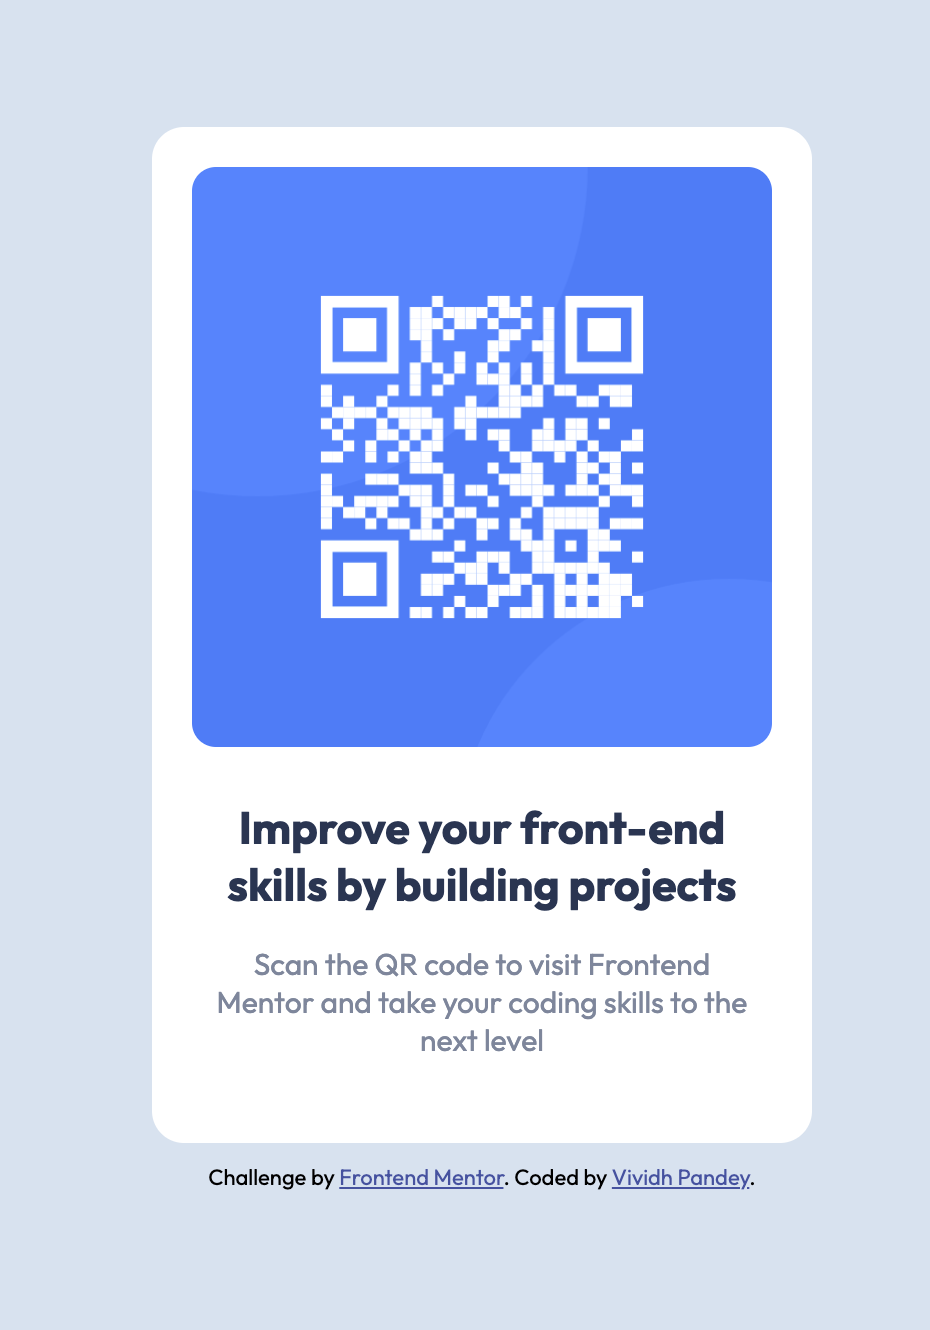 Improve your front-end
skills by building projects
Scan the QR code to visit Frontend
Mentor and take your coding skills to the
next level
Challenge by Frontend Mentor. Coded by Vividh Pandey.